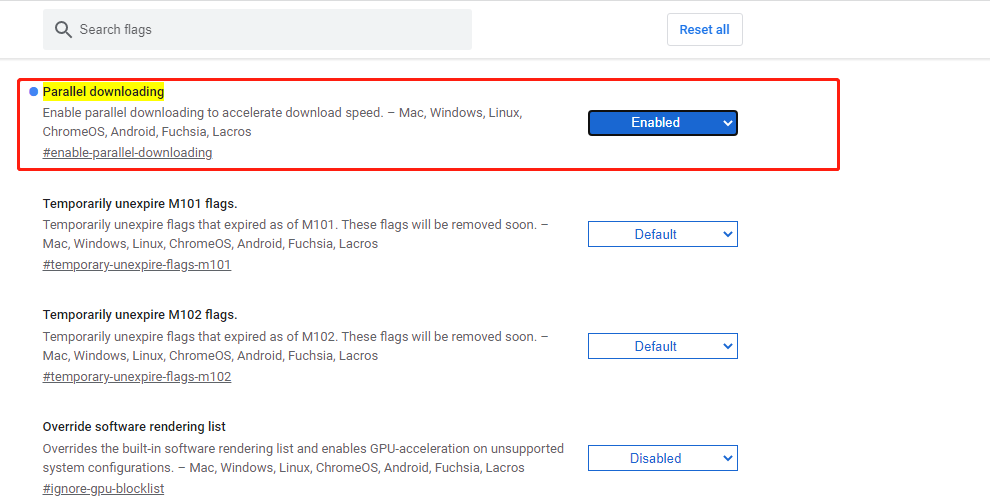 Search flags
Reset all
Parallel downloading
Enable parallel downloading to accelerate download speed. – Mac, Windows, Linux,
ChromeOS, Android, Fuchsia, Lacros
#enable-parallel-downloading
Enabled
Temporarily unexpire M101 flags.
Temporarily unexpire flags that expired as of M101. These flags will be removed soon. –
Mac, Windows, Linux, ChromeOS, Android, Fuchsia, Lacros
#temporary-unexpire-flags-m101
Default
Temporarily unexpire M102 flags.
Temporarily unexpire flags that expired as of M102. These flags will be removed soon. –
Mac, Windows, Linux, ChromeOS, Android, Fuchsia, Lacros
#temporary-unexpire-flags-m102
Default
Override software rendering list
Overrides the built-in software rendering list and enables GPU-acceleration on unsupported
system configurations. – Mac, Windows, Linux, ChromeOS, Android, Fuchsia, Lacros
#ignore-gpu-blocklist
Disabled